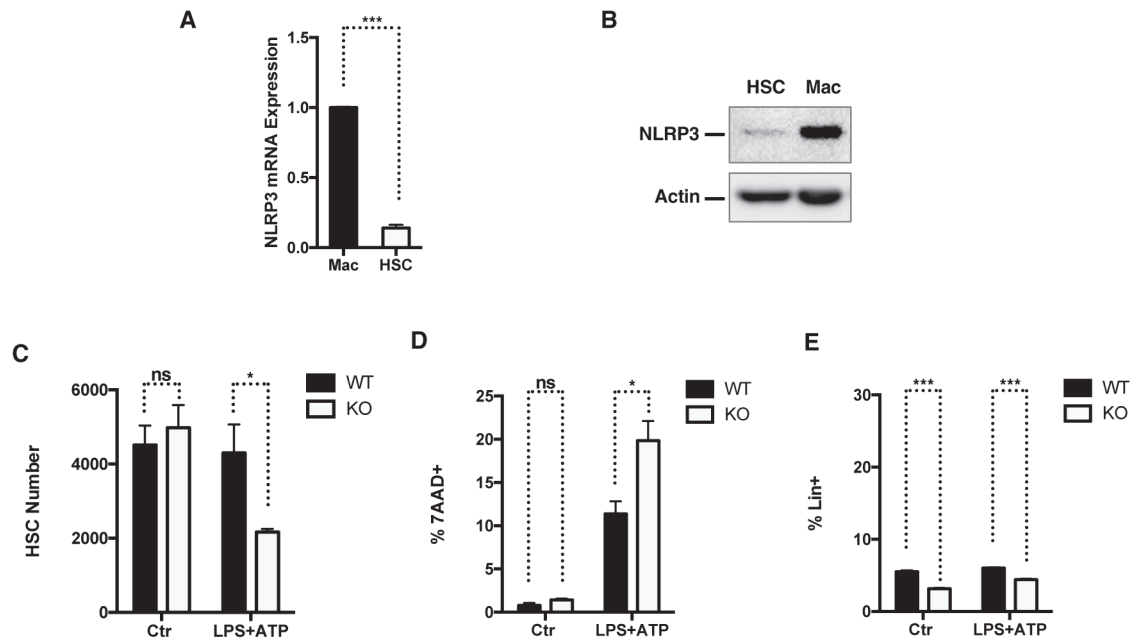 A
NLRP3 mRNA Expression
1.5
1.0
0.5
0.0
***
Mac HSC
B
HSC Mac
NLRP3
Actin
C
HSC Number
6000
4000
2000
0
ns *
WT
KO
Ctr LPS+ATP
D
% 7AAD+
25
20
15
10
5
0
ns *
WT
KO
Ctr LPS+ATP
E
% Lin+
30
20
10
0
*** ***
WT
KO
Ctr LPS+ATP